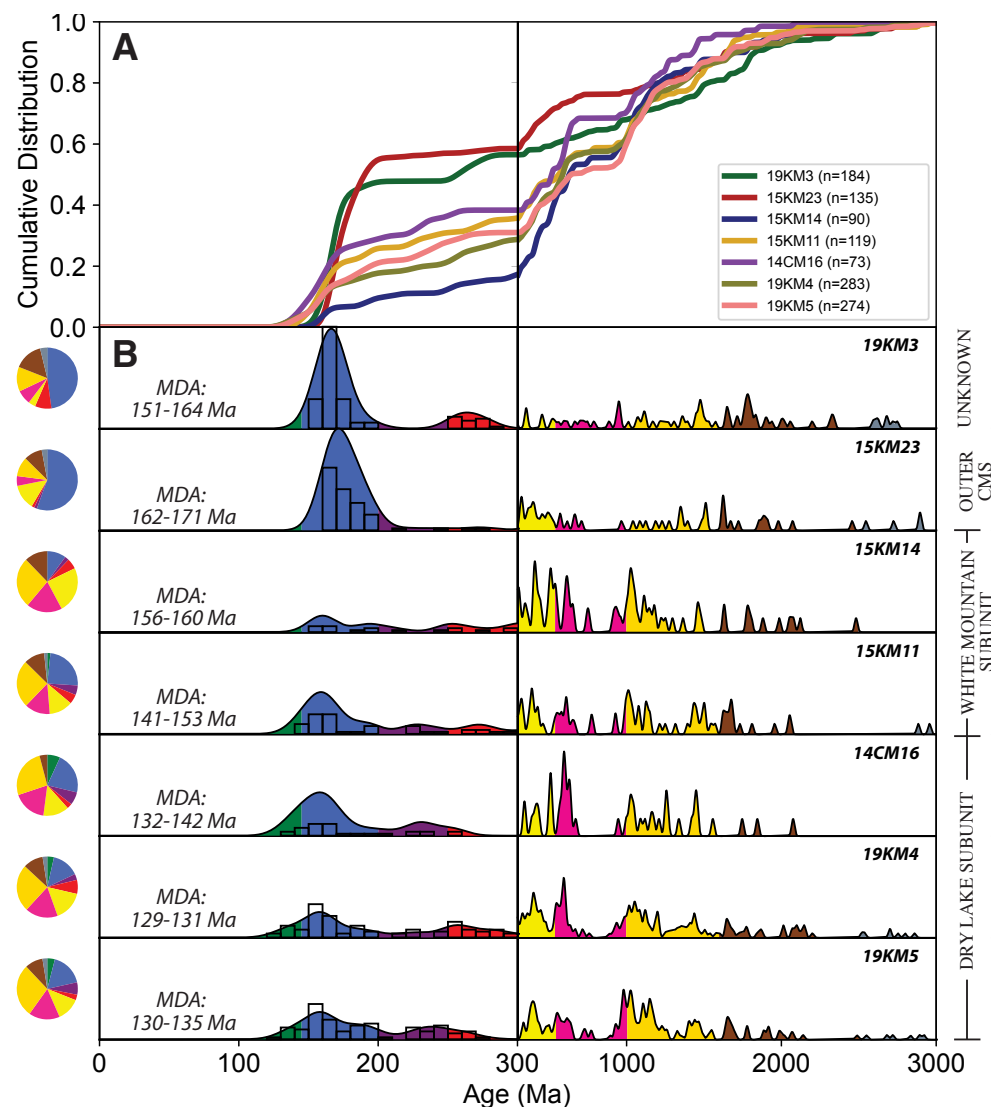 1.0
0.8
0.6
0.4
0.2
0.0
Cumulative Distribution
A
19KM3 (n=184)
15KM23 (n=135)
15KM14 (n=90)
15KM11 (n=119)
14CM16 (n=73)
19KM4 (n=283)
19KM5 (n=274)
B
MDA:
151-164 Ma
19KM3
UNKNOWN
MDA:
162-171 Ma
15KM23
OUTER
CMS
MDA:
156-160 Ma
15KM14
MDA:
141-153 Ma
15KM11
WHITE MOUNTAIN
SUBUNIT
MDA:
132-142 Ma
14CM16
MDA:
129-131 Ma
19KM4
MDA:
130-135 Ma
19KM5
DRY LAKE SUBUNIT
0 100 200 300 1000 2000 3000
Age (Ma)